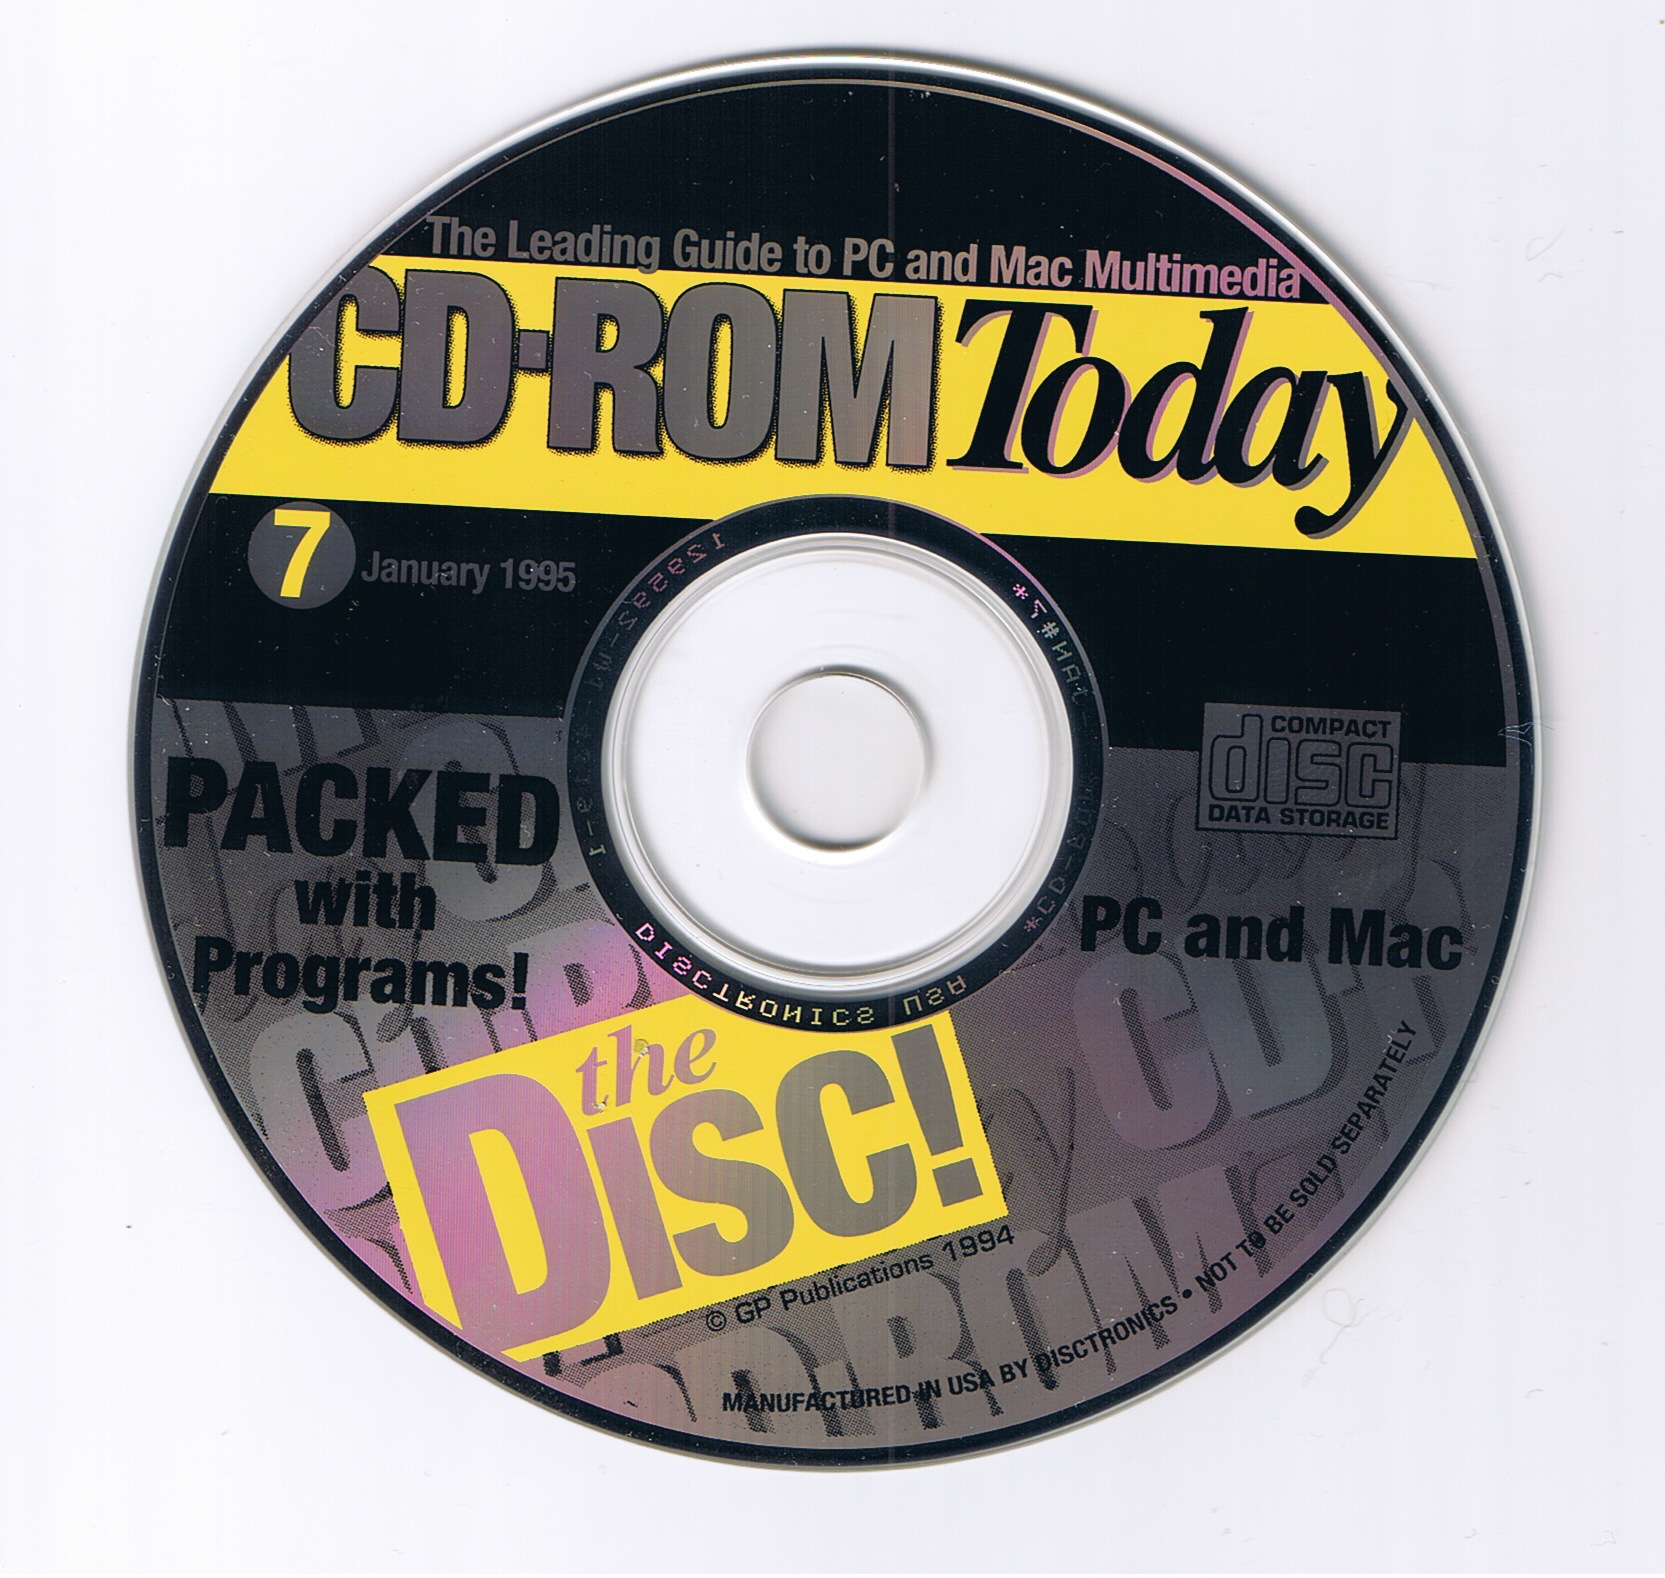 The Leading Guide to PC and Mac Multimedia
CD-ROM Today
7 January 1995
COMPACT
disc
DATA STORAGE
PACKED
with
Programs!
PC and Mac
DISCTRONICS USA
the
DISC!
© GP Publications 1994
MANUFACTURED IN USA BY DISCTRONICS • NOT TO BE SOLD SEPARATELY